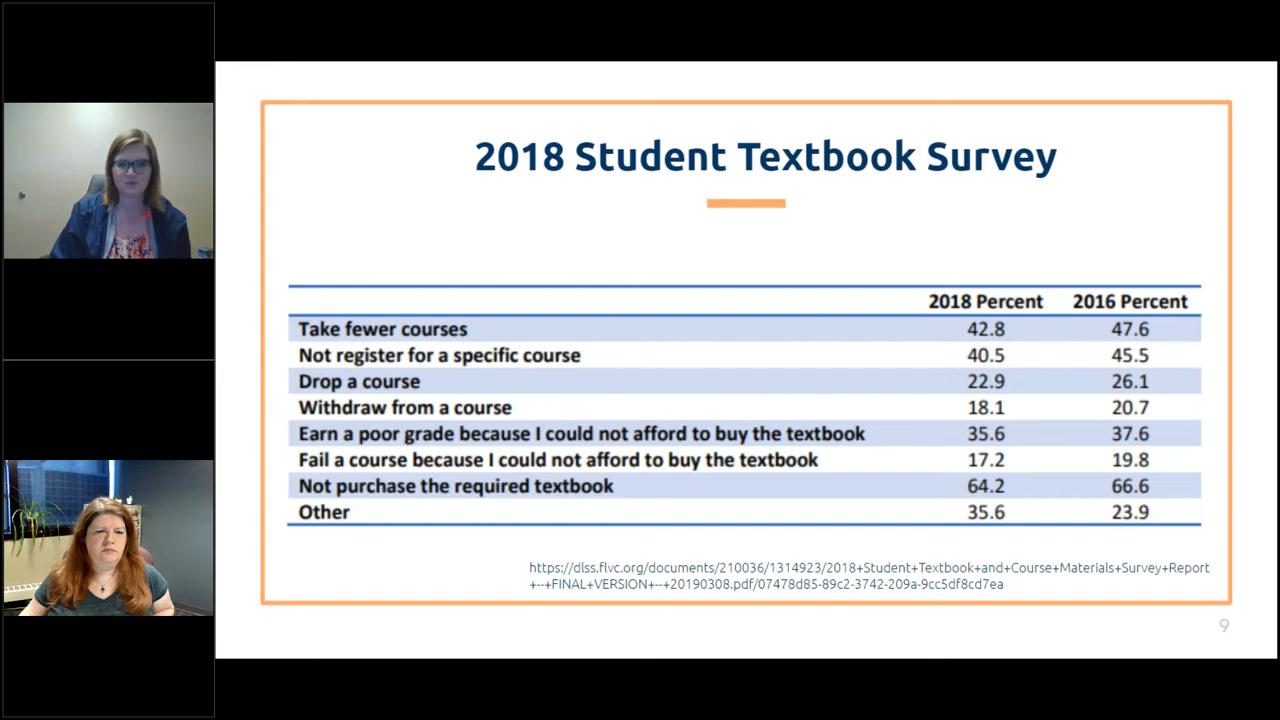 2018 Student Textbook Survey
2018 Percent 2016 Percent
Take fewer courses 42.8 47.6
Not register for a specific course 40.5 45.5
Drop a course 22.9 26.1
Withdraw from a course 18.1 20.7
Earn a poor grade because I could not afford to buy the textbook 35.6 37.6
Fail a course because I could not afford to buy the textbook 17.2 19.8
Not purchase the required textbook 64.2 66.6
Other 35.6 23.9
https://dlss.flvc.org/documents/210036/1314923/2018+Student+Textbook+and+Course+Materials+Survey+Report
+--+FINAL+VERSION+--+20190308.pdf/07478d85-89c2-3742-209a-9cc5df8cd7ea
9